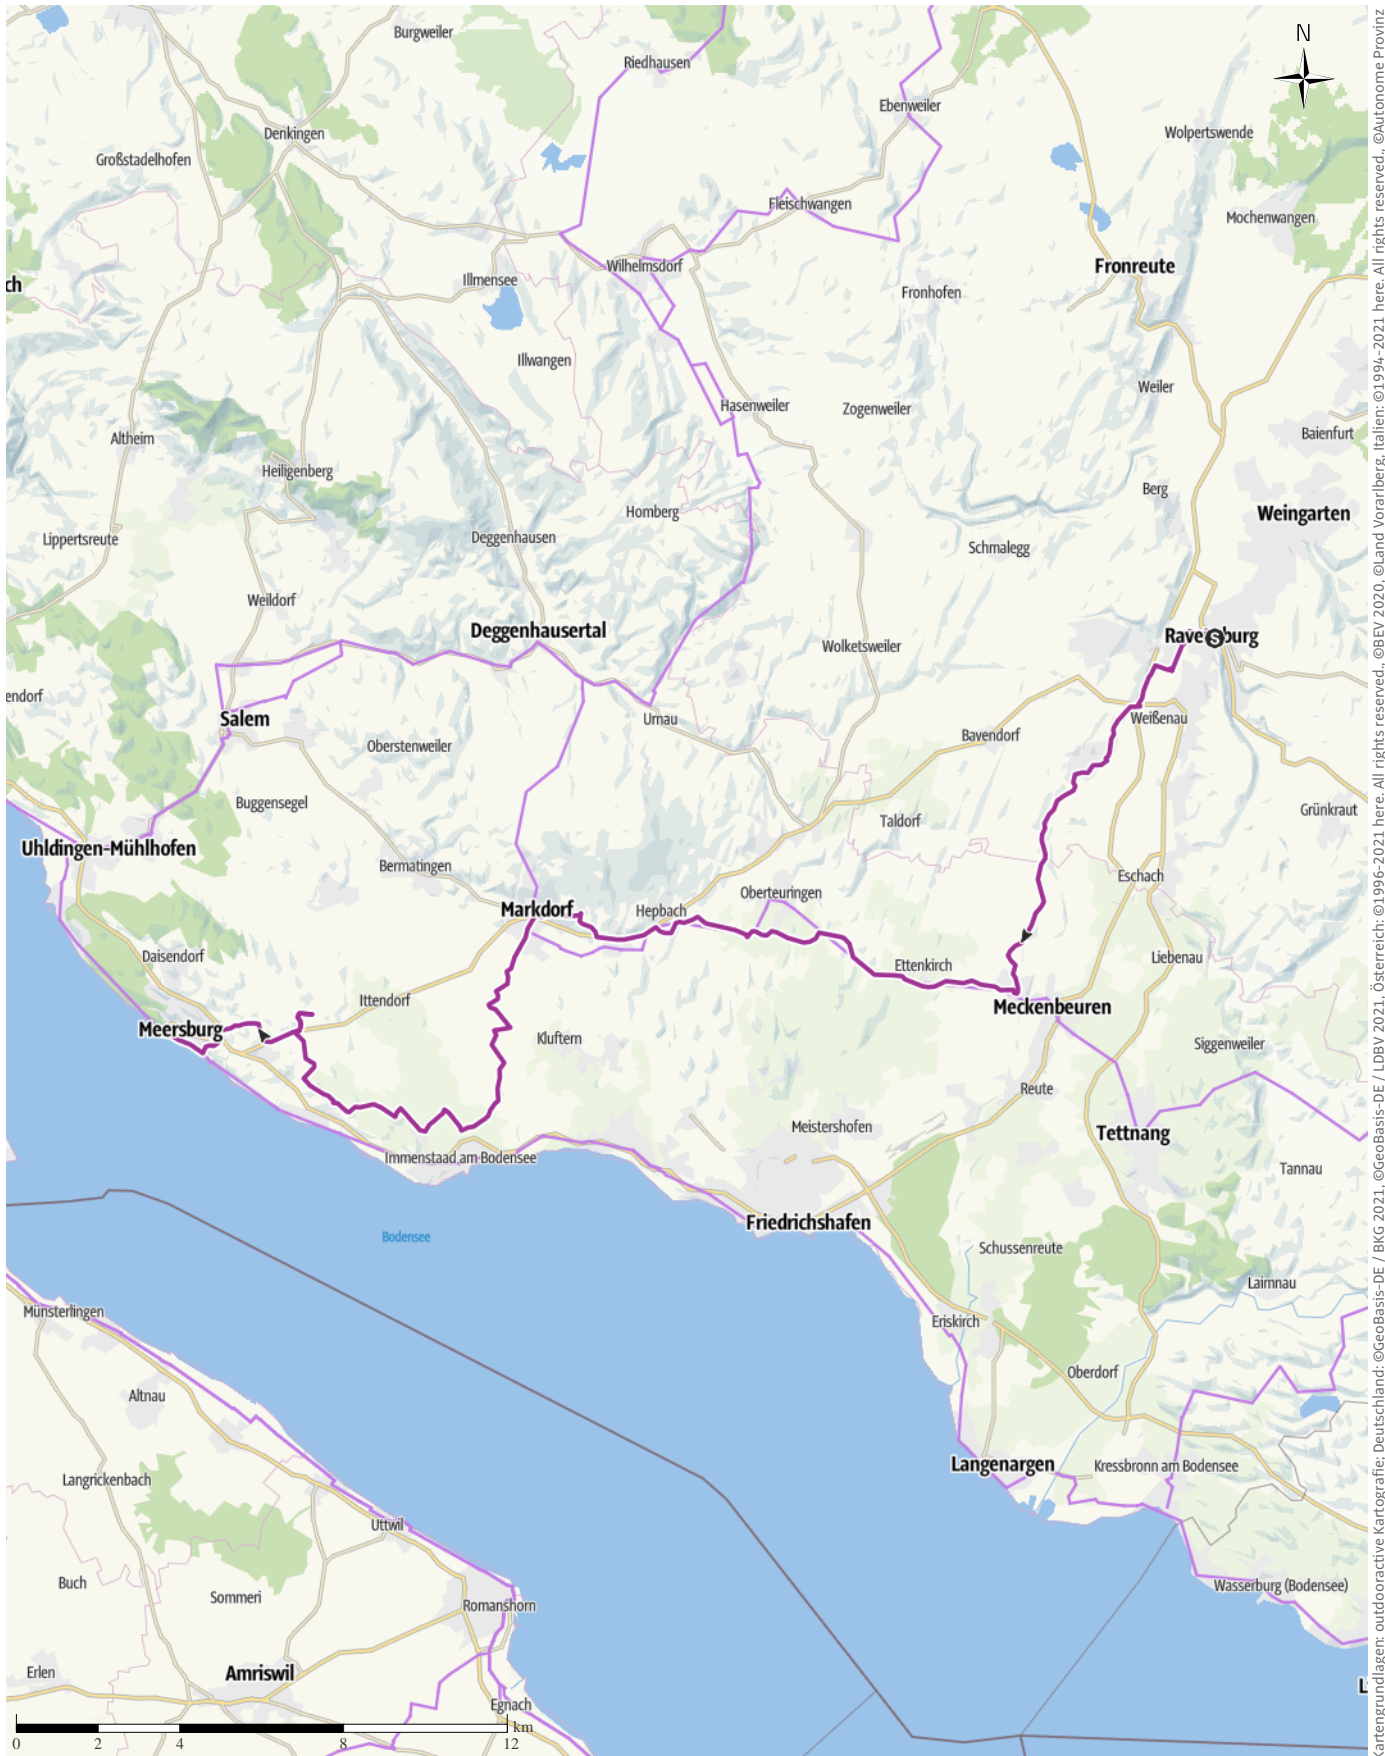 N
Burgweiler
Riedhausen
Ebenweiler
Denkingen
Wolpertswende
Großstadelhofen
Fleischwangen
Mochenwangen
ch
Wilhelmsdorf
Fronreute
Illmensee
Fronhofen
Illwangen
Weiler
Hasenweiler
Zogenweiler
Altheim
Baienfurt
Heiligenberg
Berg
Homberg
Weingarten
Lippertsreute
Deggenhausen
Schmalegg
Weildorf
Deggenhausertal
S
Wolketsweiler
endorf
Salem
Urnau
Weißenau
Oberstenweiler
Bavendorf
Buggensegel
Grünkraut
Taldorf
Uhldingen-Mühlhofen
Bermatingen
Eschach
Oberteuringen
Markdorf
Hepbach
Daisendorf
Liebenau
Ettenkirch
Ittendorf
Meckenbeuren
Meersburg
Kluftern
Siggenweiler
Reute
Meistershofen
Tettnang
Immenstaad am Bodensee
Tannau
Friedrichshafen
Bodensee
Schussenreute
Laimnau
Münsterlingen
Eriskirch
Oberdorf
Altnau
Langenargen
Kressbronn am Bodensee
Langrickenbach
Uttwil
Buch
Wasserburg (Bodensee)
Sommeri
Romanshorn
Erlen
Amriswil
Egnach
km
0 2 4 8 12
artengrundlagen: outdooractive Kartografie; Deutschland: ©GeoBasis-DE / BKG 2021, ©GeoBasis-DE / LDBV 2021, Österreich: ©1996-2021 here. All rights reserved., ©BEV 2020, ©Land Vorarlberg, Italien: ©1994-2021 here. All rights reserved., ©Autonome Provinz